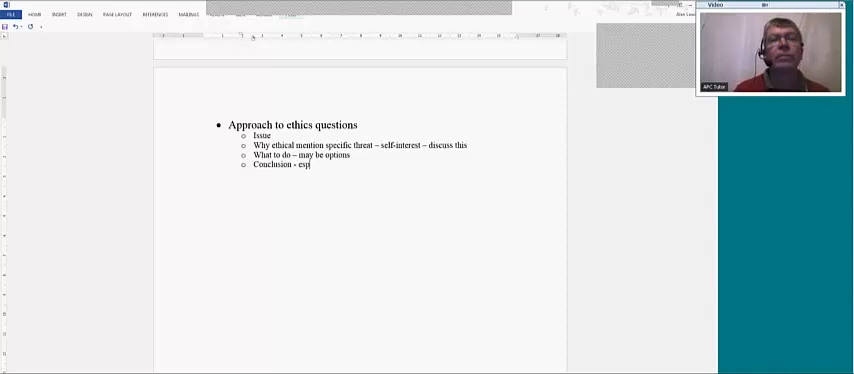 FILE HOME INSERT DESIGN PAGE LAYOUT REFERENCES MAILINGS
Video
APC Tutor
Approach to ethics questions
Issue
Why ethical mention specific threat – self-interest – discuss this
What to do – may be options
Conclusion - esp